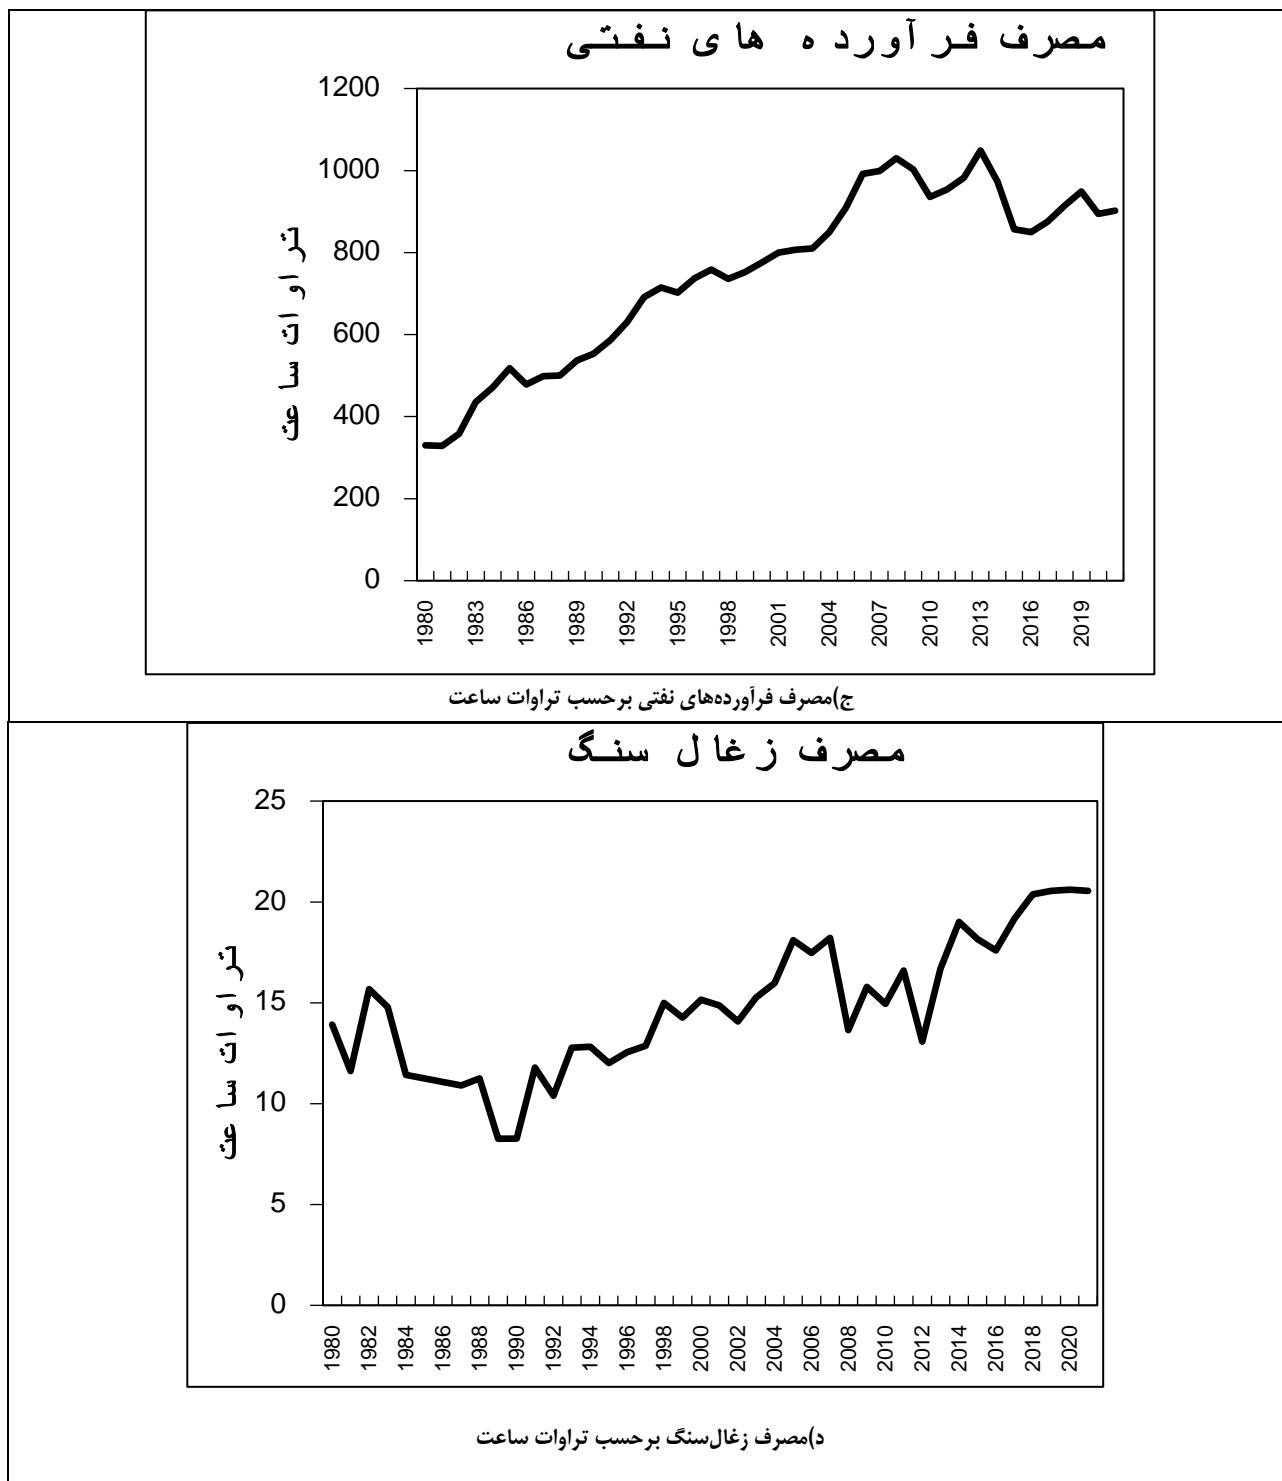 مصرف فرآورده های نفتی
1200
1000
800
600
400
200
0
تراوات ساعت
1980 1983 1986 1989 1992 1995 1998 2001 2004 2007 2010 2013 2016 2019
ج)مصرف فرآورده‌های نفتی برحسب تراوات ساعت
مصرف زغال سنگ
25
20
15
10
5
0
تراوات ساعت
1980 1982 1984 1986 1988 1990 1992 1994 1996 1998 2000 2002 2004 2006 2008 2010 2012 2014 2016 2018 2020
د)مصرف زغال‌سنگ برحسب تراوات ساعت